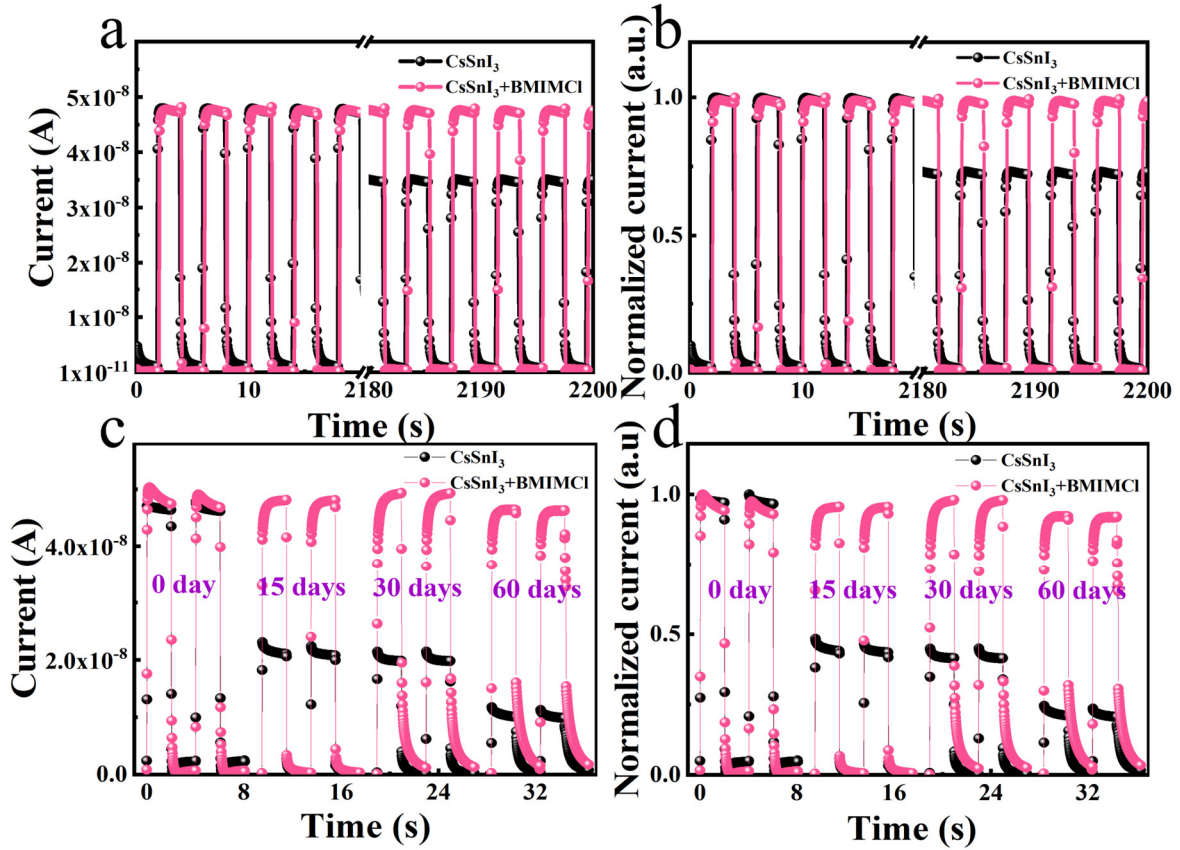 a
CsSnI₃
CsSnI₃+BMIMCl
Current (A)
5x10⁻⁸
4x10⁻⁸
3x10⁻⁸
2x10⁻⁸
1x10⁻⁸
1x10⁻¹¹
0 10 2180 2190 2200
Time (s)
b
CsSnI₃
CsSnI₃+BMIMCl
Normalized current (a.u.)
1.0
0.5
0.0
0 10 2180 2190 2200
Time (s)
c
CsSnI₃
CsSnI₃+BMIMCl
Current (A)
4.0x10⁻⁸
2.0x10⁻⁸
0.0
0 day 15 days 30 days 60 days
0 8 16 24 32
Time (s)
d
CsSnI₃
CsSnI₃+BMIMCl
Normalized current (a.u)
1.0
0.5
0.0
0 day 15 days 30 days 60 days
0 8 16 24 32
Time (s)